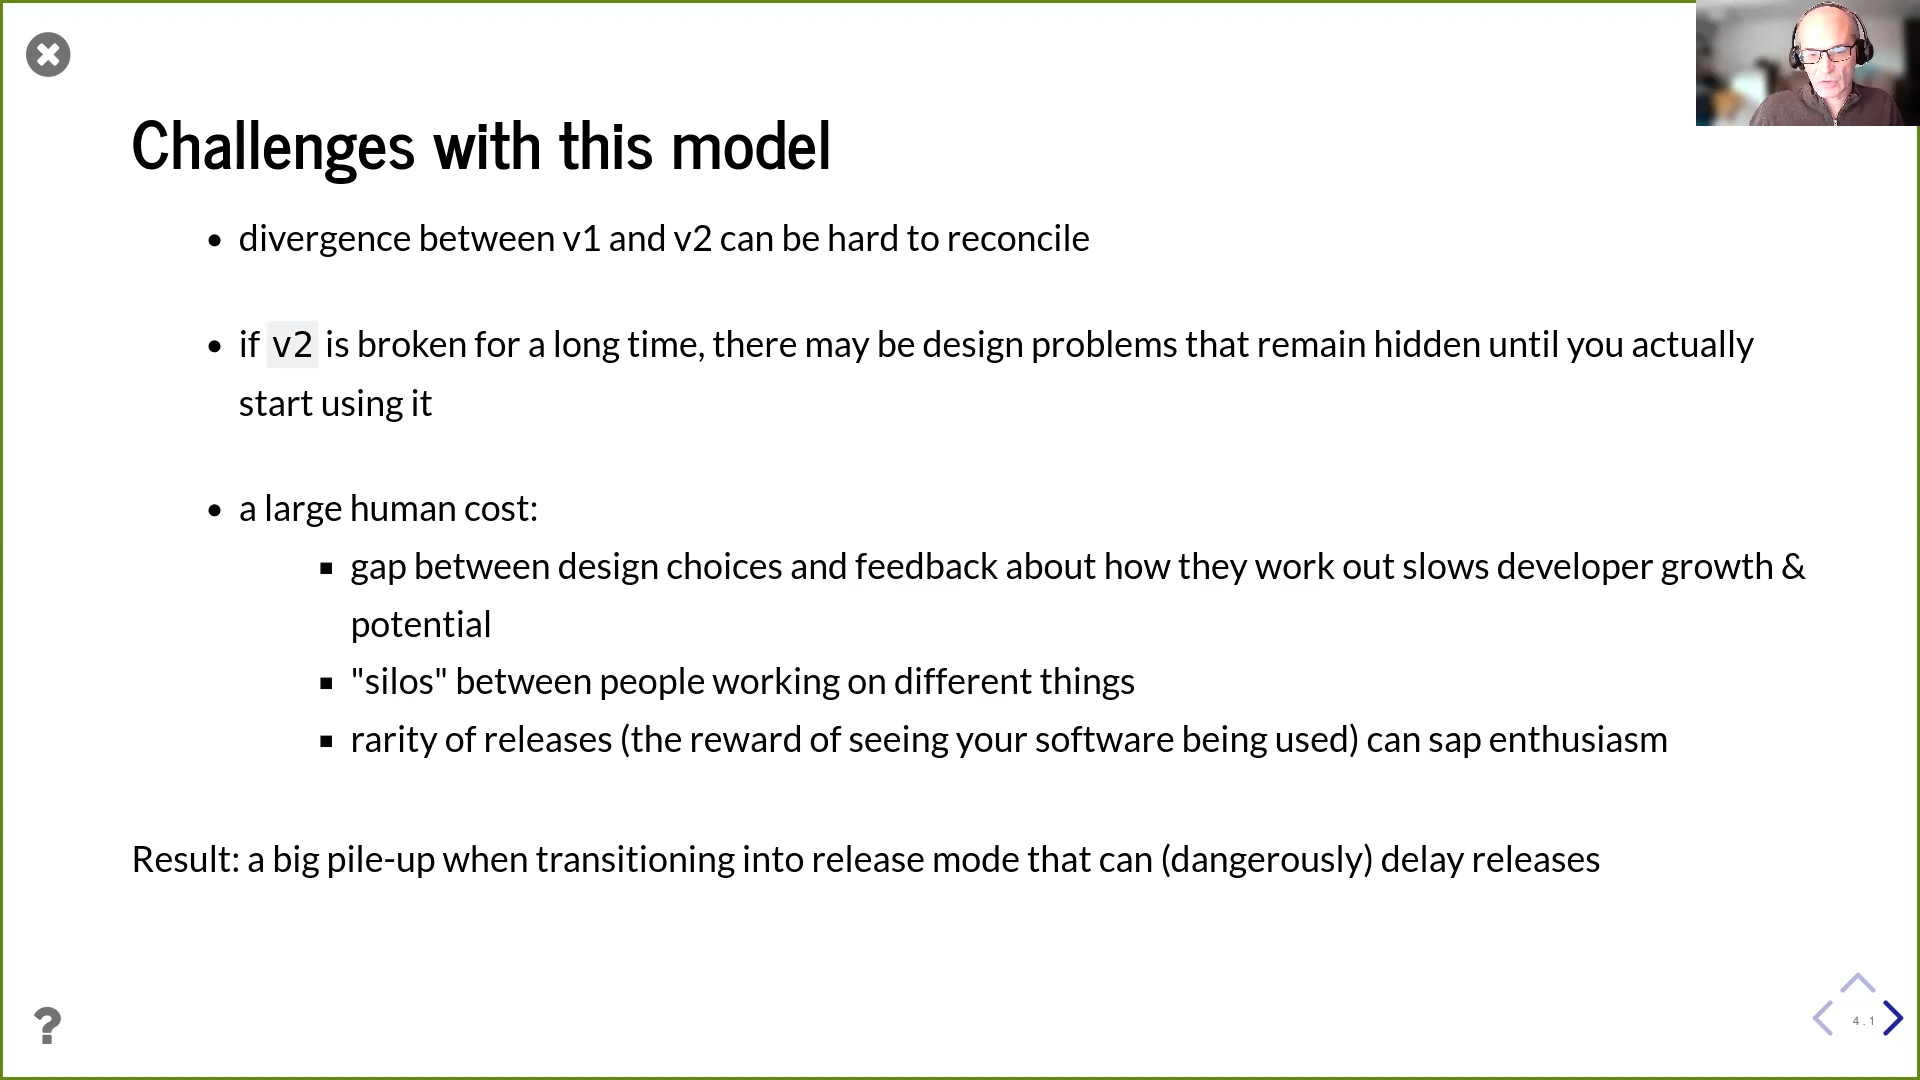 Challenges with this model
divergence between v1 and v2 can be hard to reconcile
if v2 is broken for a long time, there may be design problems that remain hidden until you actually
start using it
a large human cost:
gap between design choices and feedback about how they work out slows developer growth &
potential
"silos" between people working on different things
rarity of releases (the reward of seeing your software being used) can sap enthusiasm
Result: a big pile-up when transitioning into release mode that can (dangerously) delay releases
?
4.1